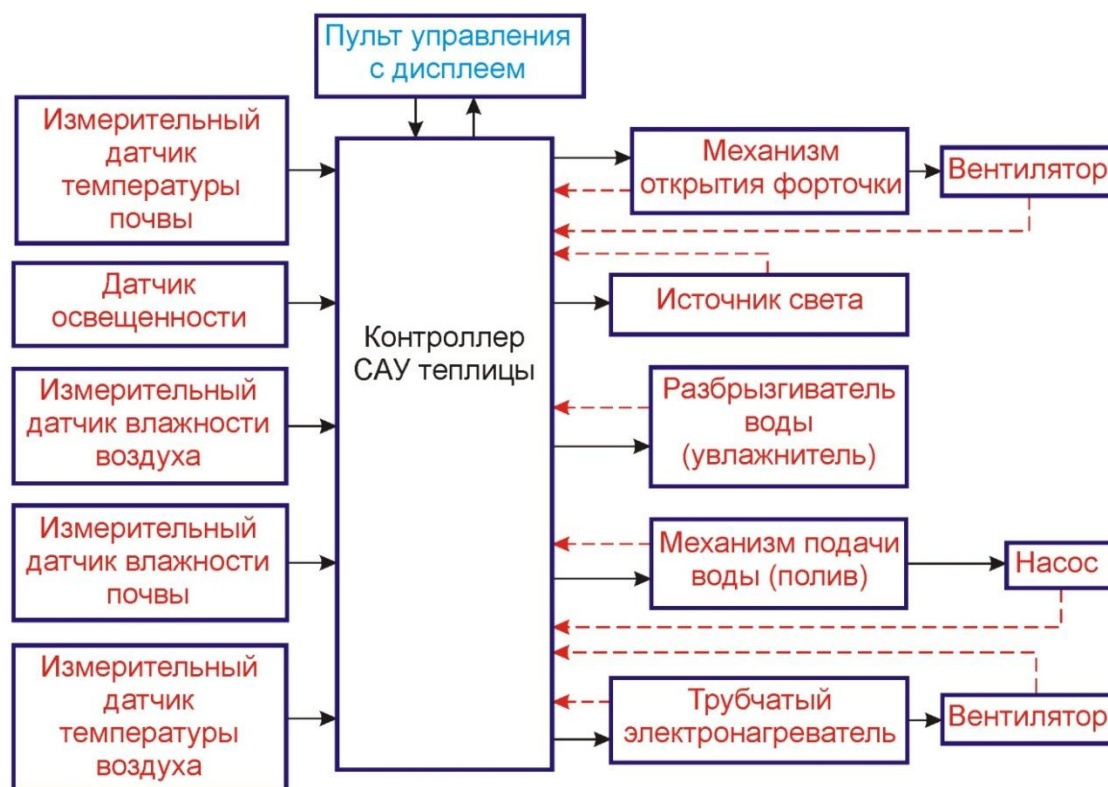 Пульт управления
с дисплеем
Измерительный
датчик
температуры
почвы
Датчик
освещенности
Измерительный
датчик влажности
воздуха
Измерительный
датчик влажности
почвы
Измерительный
датчик
температуры
воздуха
Контроллер
САУ теплицы
Механизм
открытия форточки
Вентилятор
Источник света
Разбрызгиватель
воды
(увлажнитель)
Механизм подачи
воды (полив)
Насос
Трубчатый
электронагреватель
Вентилятор